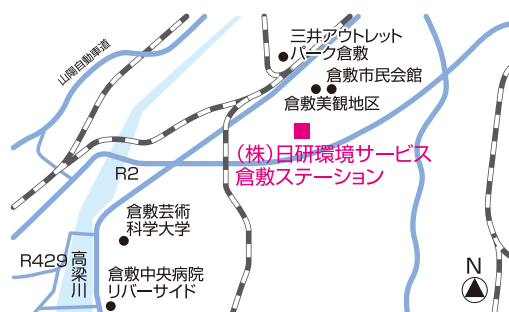 三井アウトレット
パーク倉敷
山陽自動車道
倉敷市民会館
倉敷美観地区
（株）日研環境サービス
倉敷ステーション
R2
倉敷芸術
科学大学
R429
高梁川
倉敷中央病院
リバーサイド
N